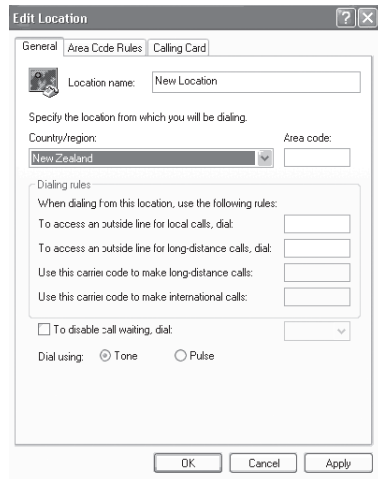 Edit Location
General Area Code Rules Calling Card
Location name: New Location
Specify the location from which you will be dialing.
Country/region: Area code:
New Zealand
Dialing rules
When dialing from this location, use the following rules:
To access an outside line for local calls, dial:
To access an outside line for long-distance calls, dial:
Use this carrier code to make long-distance calls:
Use this carrier code to make international calls:
To disable call waiting, dial:
Dial using: Tone Pulse
OK Cancel Apply